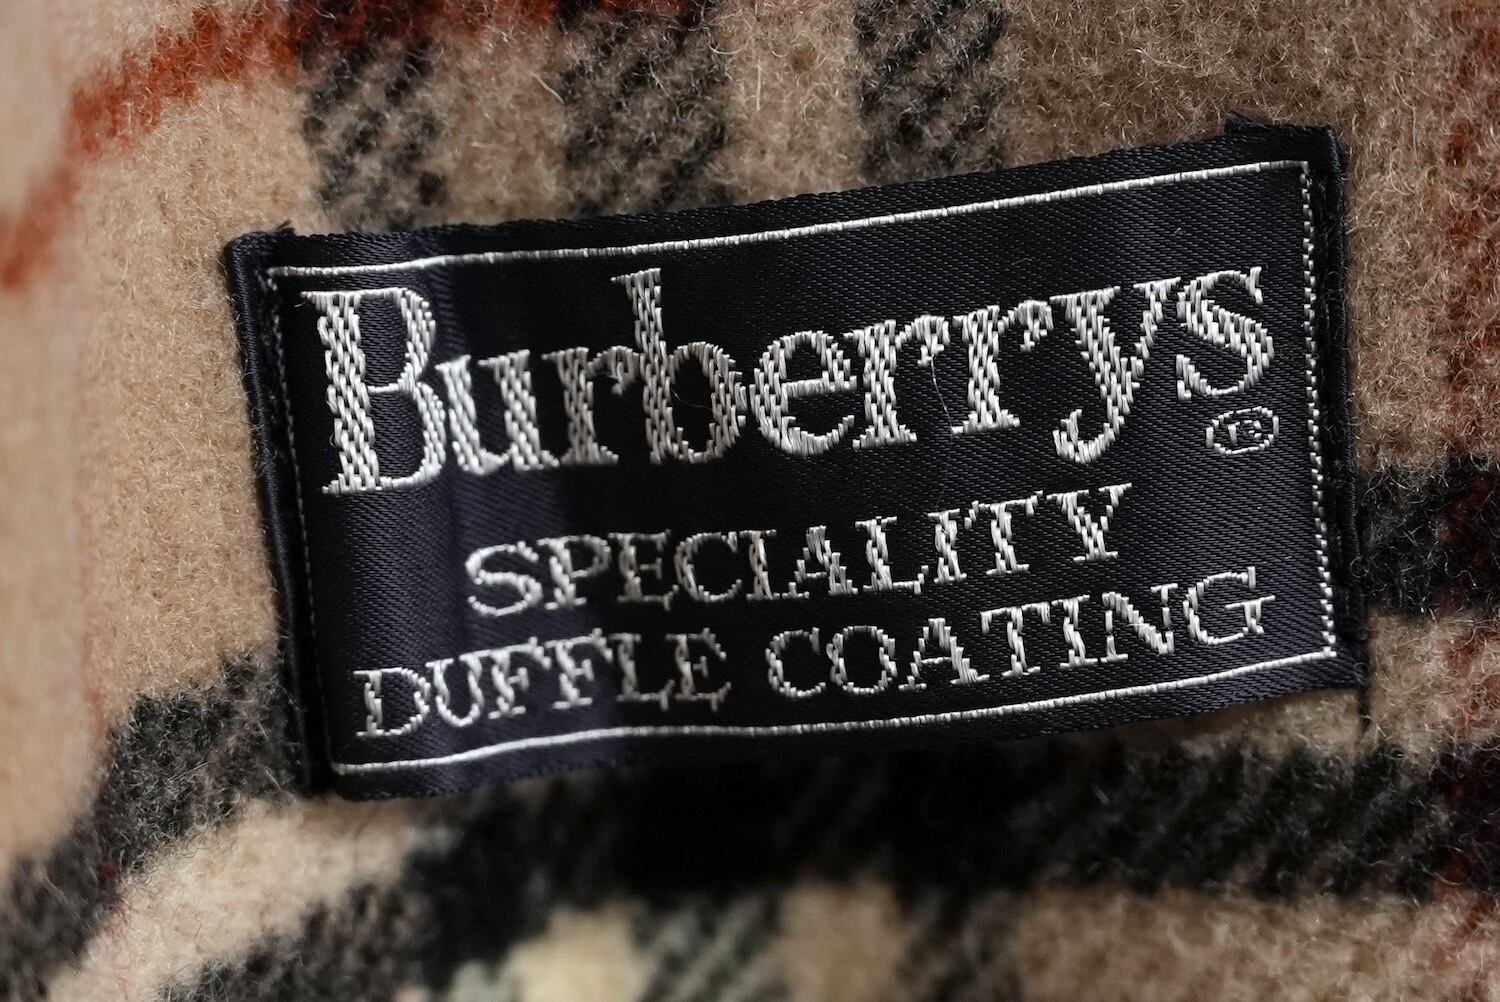 Burberrys
®
SPECIALITY
DUFFLE COATING